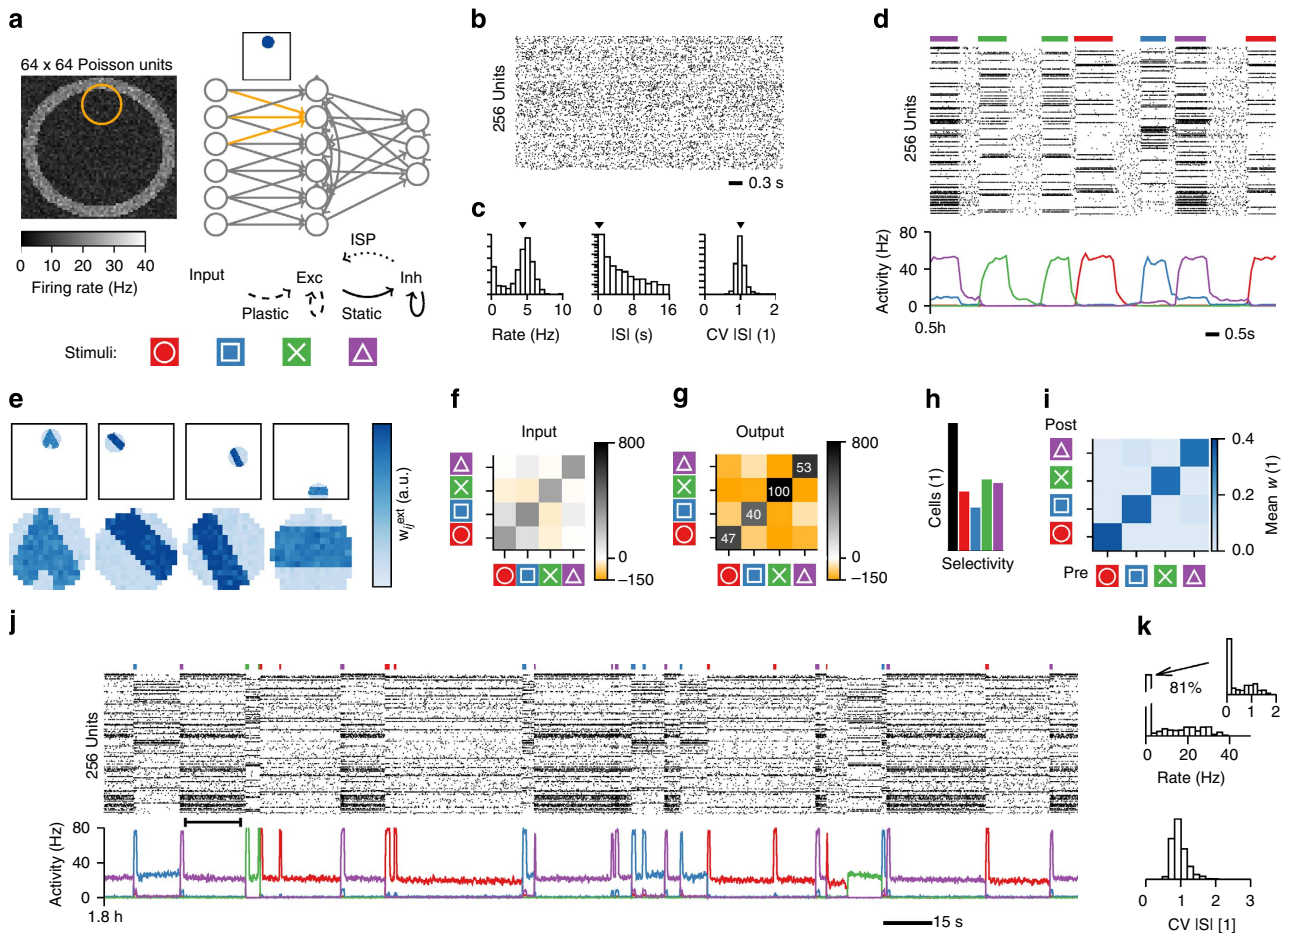 a
64 x 64 Poisson units
0 10 20 30 40
Firing rate (Hz)
ISP
Input
Exc
Inh
Plastic
Static
Stimuli:
b
256 Units
0.3 s
c
0 5 10
Rate (Hz)
0 8 16
ISI (s)
0 1 2
CV ISI (1)
d
256 Units
80
40
0
Activity (Hz)
0.5h
0.5s
e
w_ij^ext (a.u.)
f
Input
800
0
−150
g
Output
53
100
40
47
800
0
−150
h
Cells (1)
Selectivity
i
Post
Pre
0.4
0.2
0.0
Mean w (1)
j
256 Units
80
40
0
Activity (Hz)
1.8 h
15 s
k
81%
0 1 2
0 20 40
Rate (Hz)
0 1 2 3
CV ISI [1]